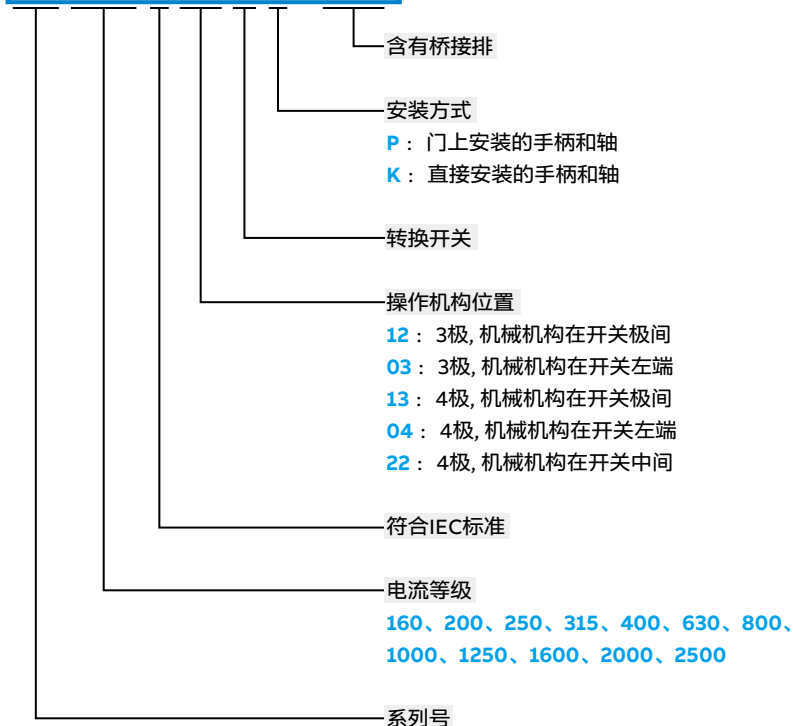 含有桥接排
安装方式
P： 门上安装的手柄和轴
K： 直接安装的手柄和轴
转换开关
操作机构位置
12： 3极, 机械机构在开关极间
03： 3极, 机械机构在开关左端
13： 4极, 机械机构在开关极间
04： 4极, 机械机构在开关左端
22： 4极, 机械机构在开关中间
符合IEC标准
电流等级
160、200、250、315、400、630、800、
1000、1250、1600、2000、2500
系列号